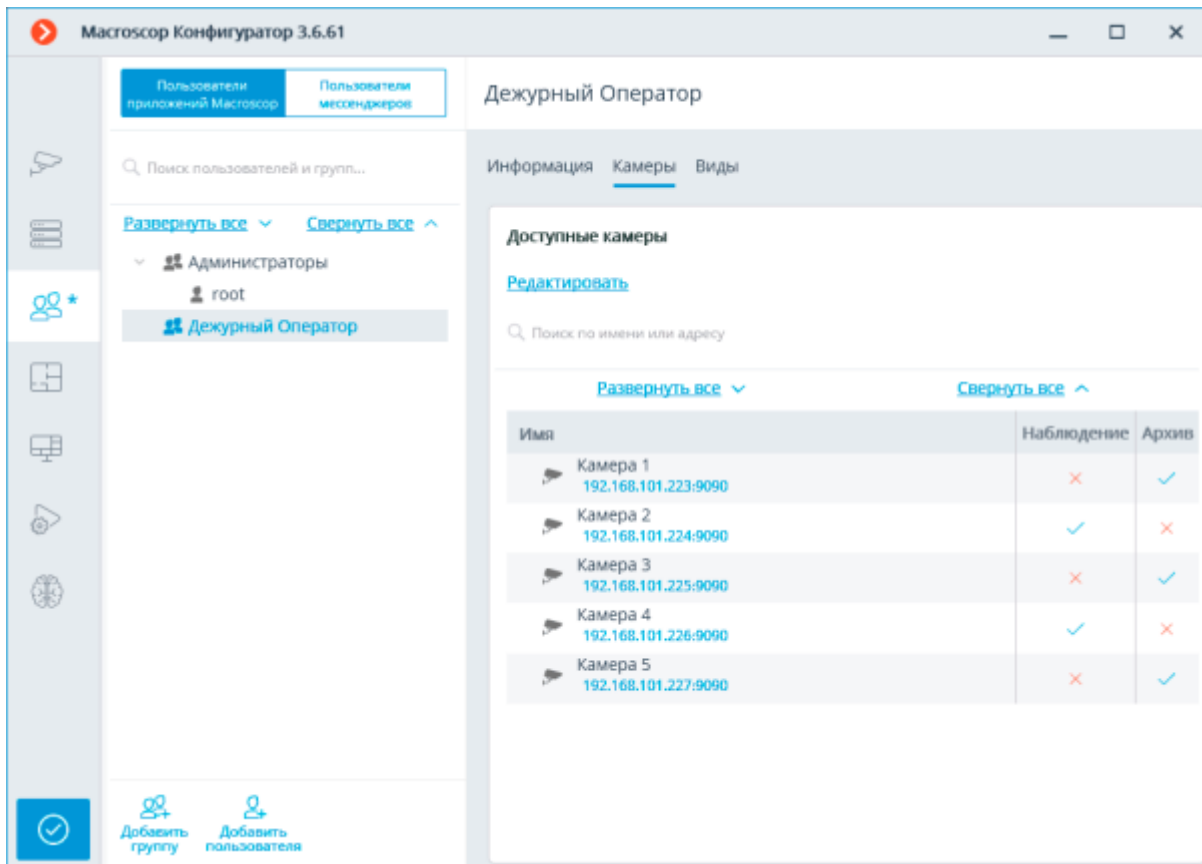 Macroscop Конфигуратор 3.6.61
Пользователи
приложений Macroscop
Пользователи
мессенджеров
Поиск пользователей и групп...
Развернуть все
Свернуть все
Администраторы
root
Дежурный Оператор
Добавить
группу
Добавить
пользователя
Дежурный Оператор
Информация Камеры Виды
Доступные камеры
Редактировать
Поиск по имени или адресу
Развернуть все
Свернуть все
Имя Наблюдение Архив
Камера 1
192.168.101.223:9090
Камера 2
192.168.101.224:9090
Камера 3
192.168.101.225:9090
Камера 4
192.168.101.226:9090
Камера 5
192.168.101.227:9090